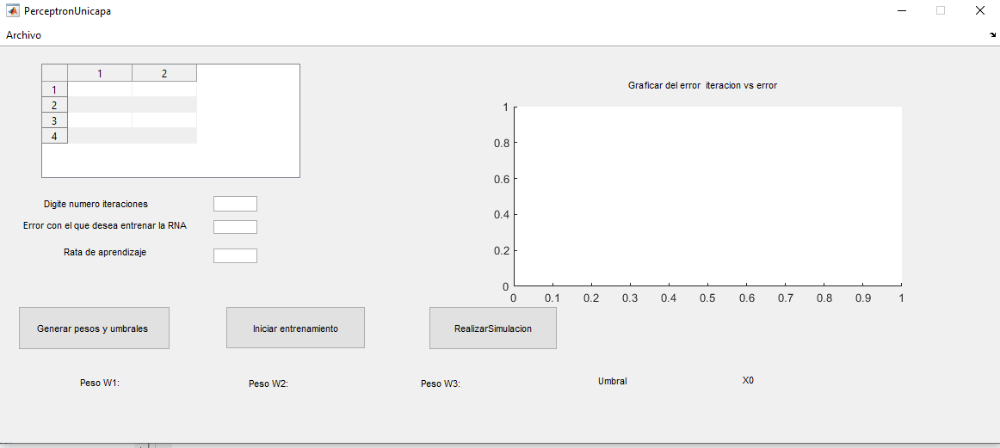 PerceptronUnicapa
Archivo
1 2
1
2
3
4
Digite numero iteraciones
Error con el que desea entrenar la RNA
Rata de aprendizaje
Graficar del error iteracion vs error
1
0.8
0.6
0.4
0.2
0
0 0.1 0.2 0.3 0.4 0.5 0.6 0.7 0.8 0.9 1
Generar pesos y umbrales
Iniciar entrenamiento
RealizarSimulacion
Peso W1:
Peso W2:
Peso W3:
Umbral
X0